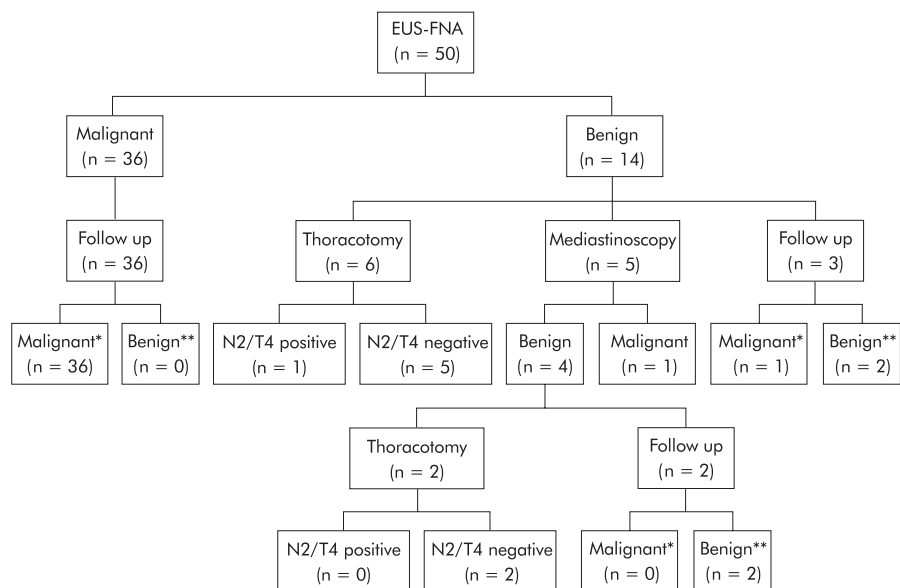 EUS-FNA
(n = 50)
Malignant
(n = 36)
Benign
(n = 14)
Follow up
(n = 36)
Thoracotomy
(n = 6)
Mediastinoscopy
(n = 5)
Follow up
(n = 3)
Malignant*
(n = 36)
Benign**
(n = 0)
N2/T4 positive
(n = 1)
N2/T4 negative
(n = 5)
Benign
(n = 4)
Malignant
(n = 1)
Malignant*
(n = 1)
Benign**
(n = 2)
Thoracotomy
(n = 2)
Follow up
(n = 2)
N2/T4 positive
(n = 0)
N2/T4 negative
(n = 2)
Malignant*
(n = 0)
Benign**
(n = 2)